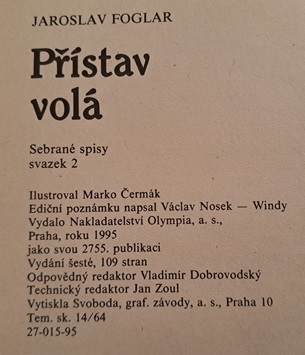 JAROSLAV FOGLAR
Přístav
volá
Sebrané spisy
svazek 2
Ilustroval Marko Čermák
Ediční poznámku napsal Václav Nosek — Windy
Vydalo Nakladatelství Olympia, a. s.,
Praha, roku 1995
jako svou 2755. publikaci
Vydání šesté, 109 stran
Odpovědný redaktor Vladimír Dobrovodský
Technický redaktor Jan Zoul
Vytiskla Svoboda, graf. závody, a. s., Praha 10
Tem. sk. 14/64
27-015-95